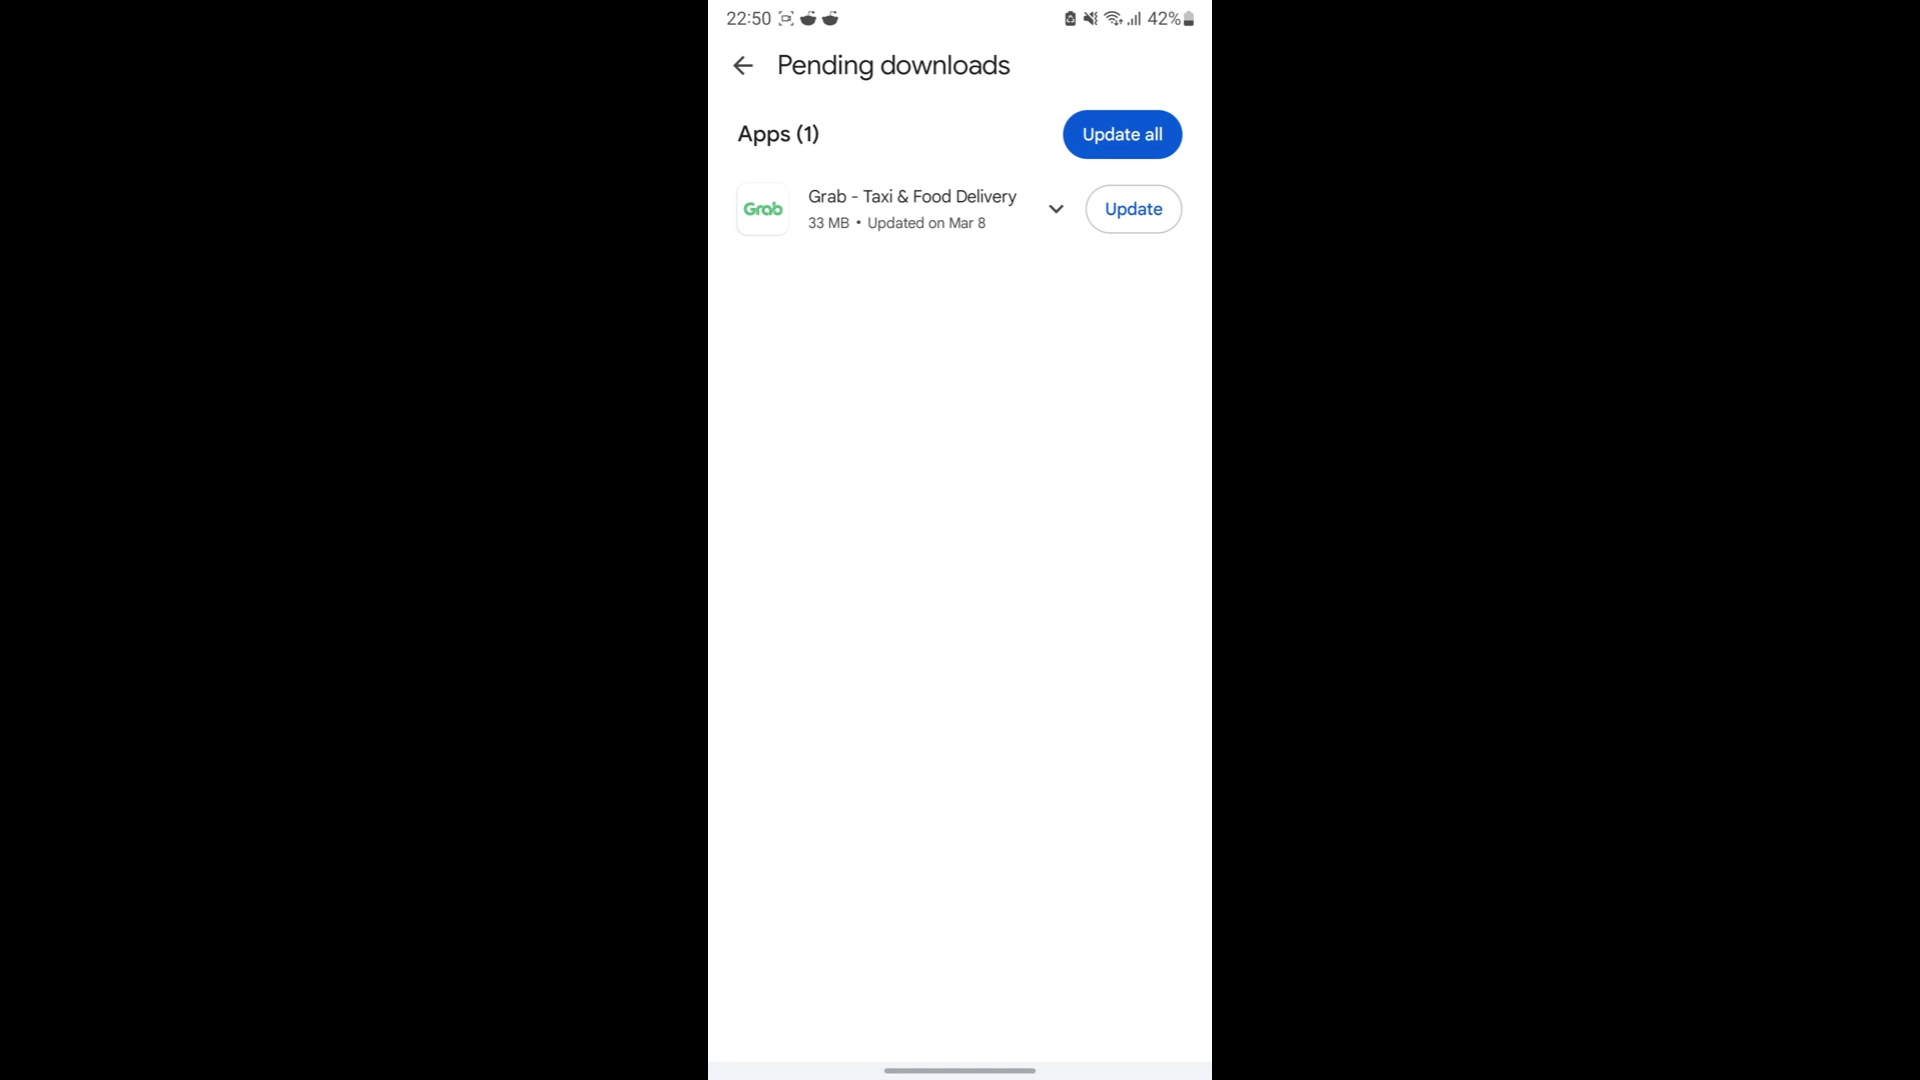 22:50 42%
Pending downloads
Apps (1) Update all
Grab Grab - Taxi & Food Delivery Update
33 MB • Updated on Mar 8